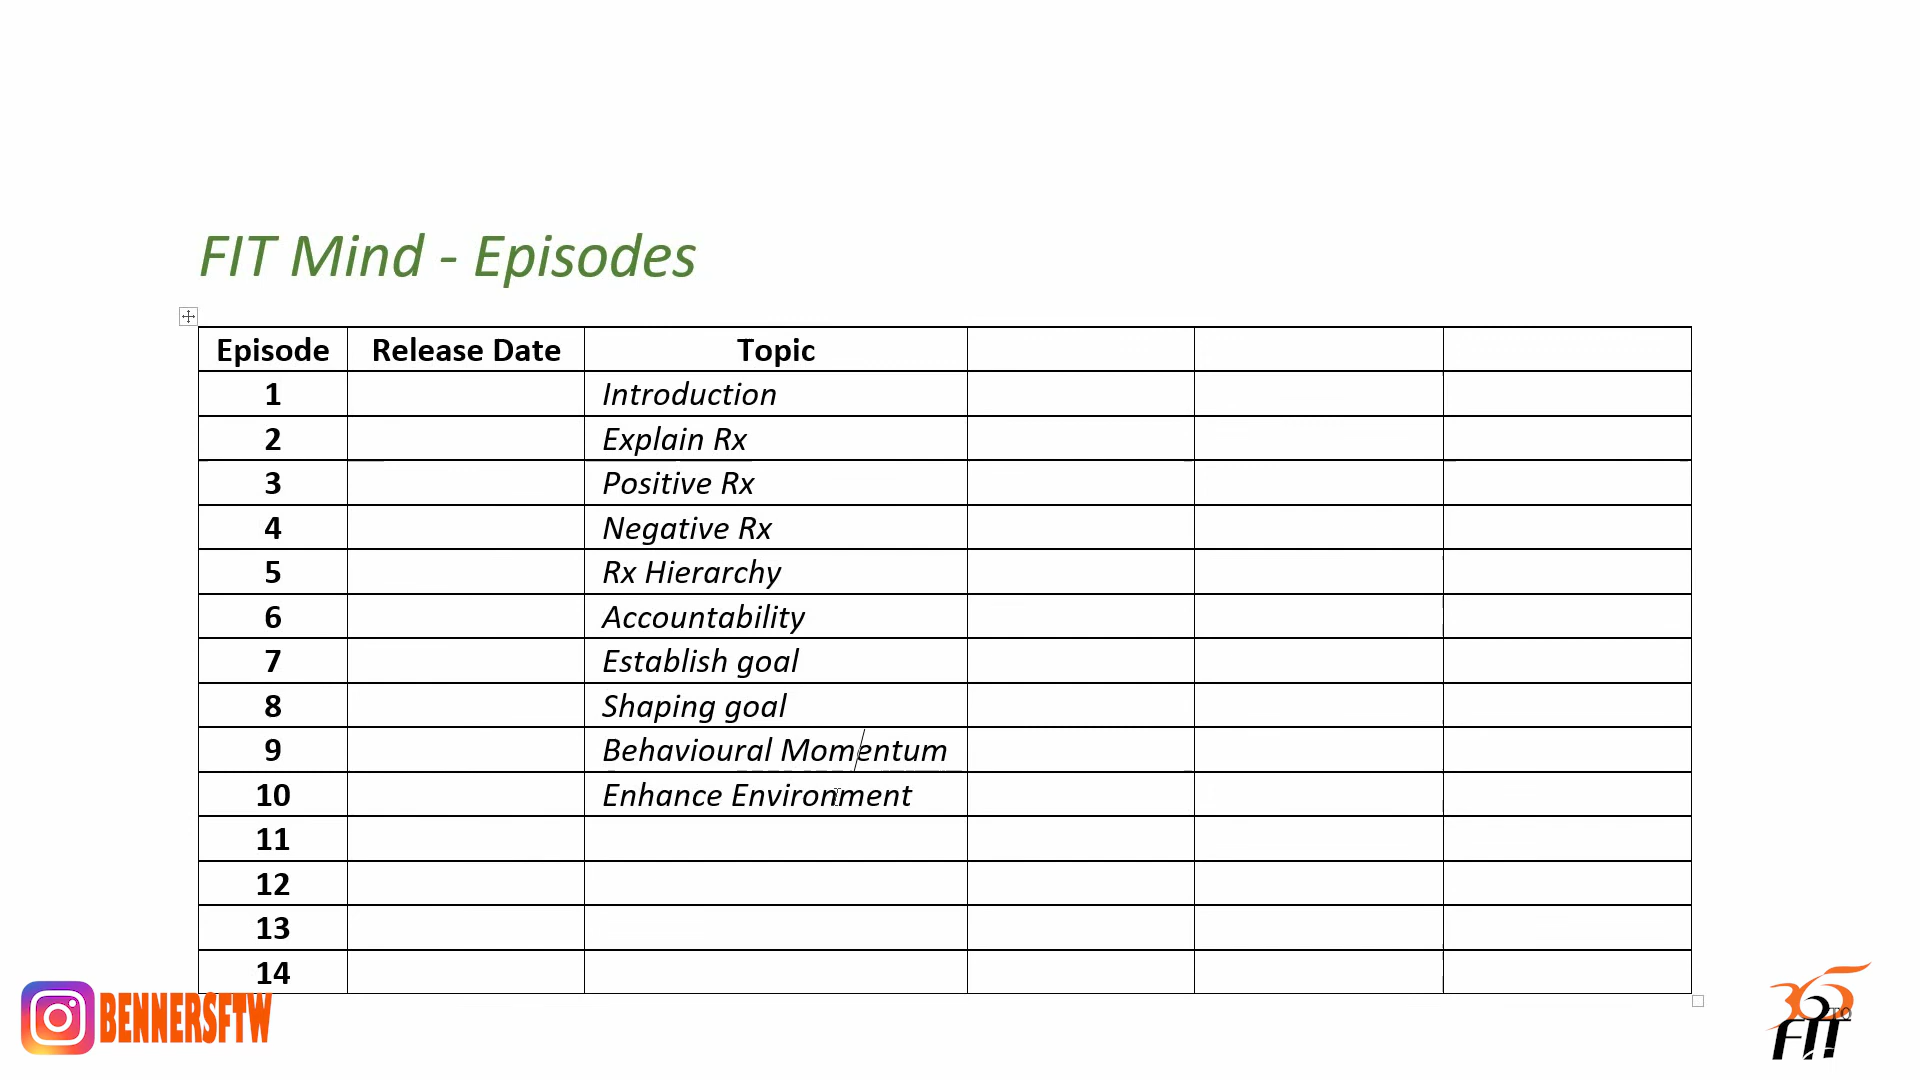 FIT Mind - Episodes
Episode Release Date Topic
1 Introduction
2 Explain Rx
3 Positive Rx
4 Negative Rx
5 Rx Hierarchy
6 Accountability
7 Establish goal
8 Shaping goal
9 Behavioural Momentum
10 Enhance Environment
11
12
13
14
BENNERSFTW
365
TO
FIT